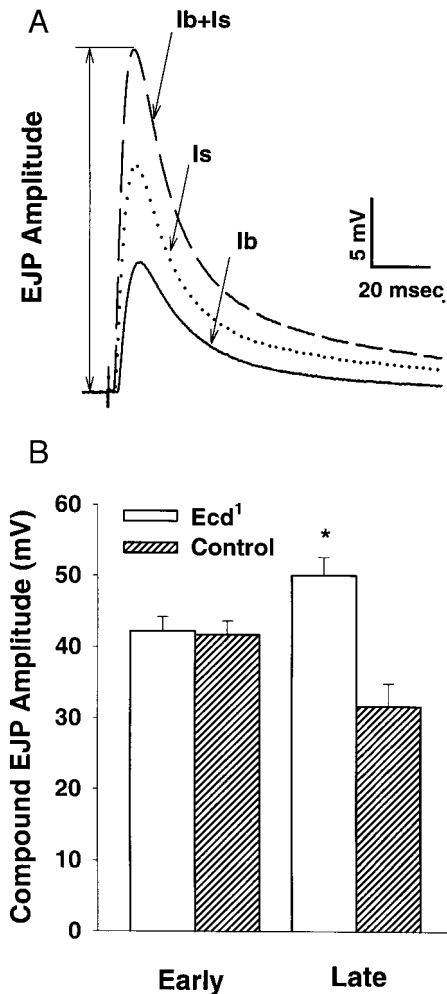 A
Ib+Is
Is
Ib
EJP Amplitude
5 mV
20 msec
B
Ecd¹
Control
*
Compound EJP Amplitude (mV)
60
50
40
30
20
10
0
Early
Late